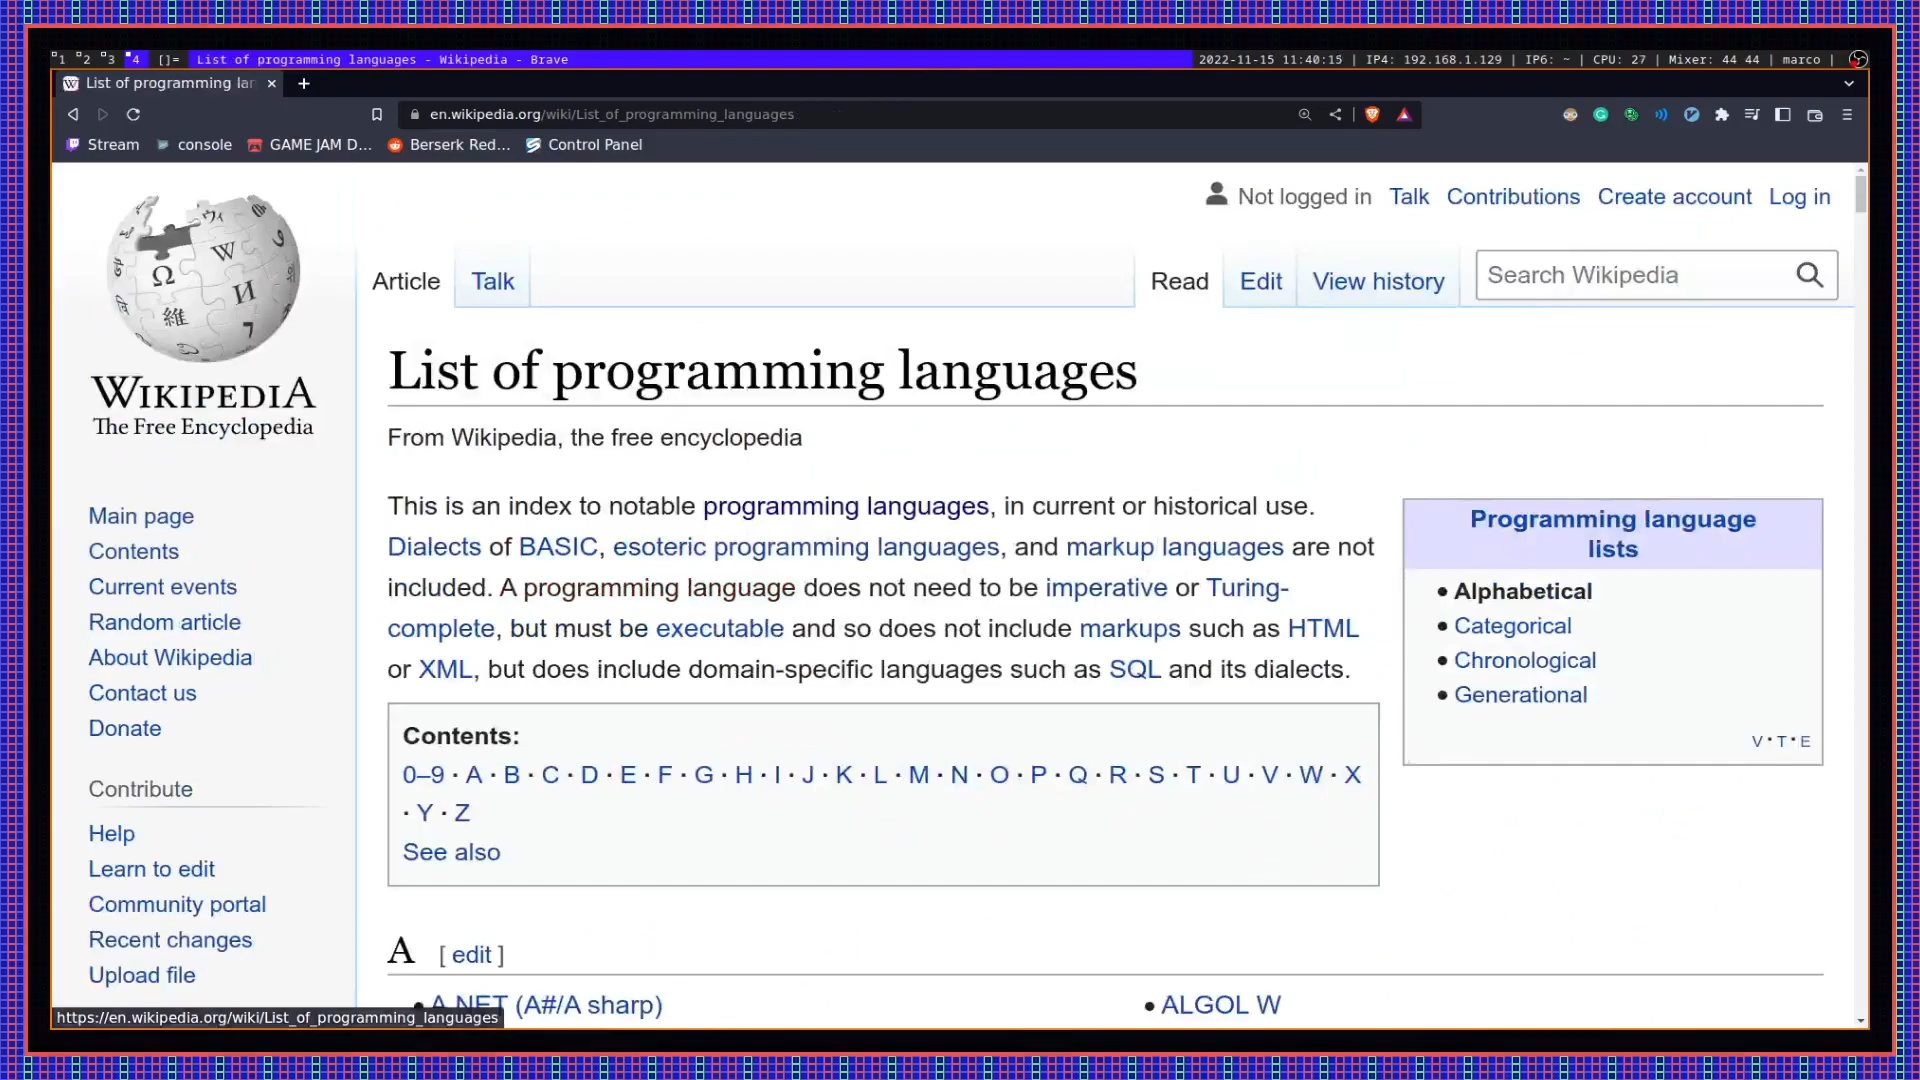 1 2 3 4 []= List of programming languages - Wikipedia - Brave 2022-11-15 11:40:15 | IP4: 192.168.1.129 | IP6: ~ | CPU: 27 | Mixer: 44 44 | marco |
List of programming lan
en.wikipedia.org/wiki/List_of_programming_languages
Stream console GAME JAM D... Berserk Red... Control Panel
Not logged in Talk Contributions Create account Log in
Article Talk Read Edit View history Search Wikipedia
WIKIPEDIA
The Free Encyclopedia
Main page
Contents
Current events
Random article
About Wikipedia
Contact us
Donate
Contribute
Help
Learn to edit
Community portal
Recent changes
Upload file
List of programming languages
From Wikipedia, the free encyclopedia
This is an index to notable programming languages, in current or historical use.
Dialects of BASIC, esoteric programming languages, and markup languages are not
included. A programming language does not need to be imperative or Turing-
complete, but must be executable and so does not include markups such as HTML
or XML, but does include domain-specific languages such as SQL and its dialects.
Programming language
lists
• Alphabetical
• Categorical
• Chronological
• Generational
V · T · E
Contents:
0–9 · A · B · C · D · E · F · G · H · I · J · K · L · M · N · O · P · Q · R · S · T · U · V · W · X
· Y · Z
See also
A [ edit ]
• A.NET (A#/A sharp) • ALGOL W
https://en.wikipedia.org/wiki/List_of_programming_languages